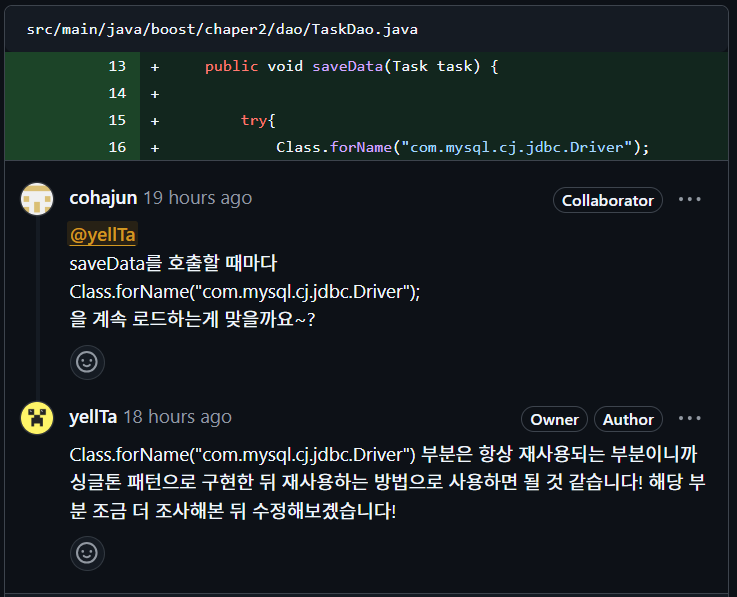 src/main/java/boost/chaper2/dao/TaskDao.java
13 + public void saveData(Task task) {
14 +
15 + try{
16 + Class.forName("com.mysql.cj.jdbc.Driver");
cohajun 19 hours ago Collaborator ...
@yellTa
saveData를 호출할 때마다
Class.forName("com.mysql.cj.jdbc.Driver");
을 계속 로드하는게 맞을까요~?
yellTa 18 hours ago Owner Author ...
Class.forName("com.mysql.cj.jdbc.Driver") 부분은 항상 재사용되는 부분이니까
싱글톤 패턴으로 구현한 뒤 재사용하는 방법으로 사용하면 될 것 같습니다! 해당 부
분 조금 더 조사해본 뒤 수정해보겠습니다!